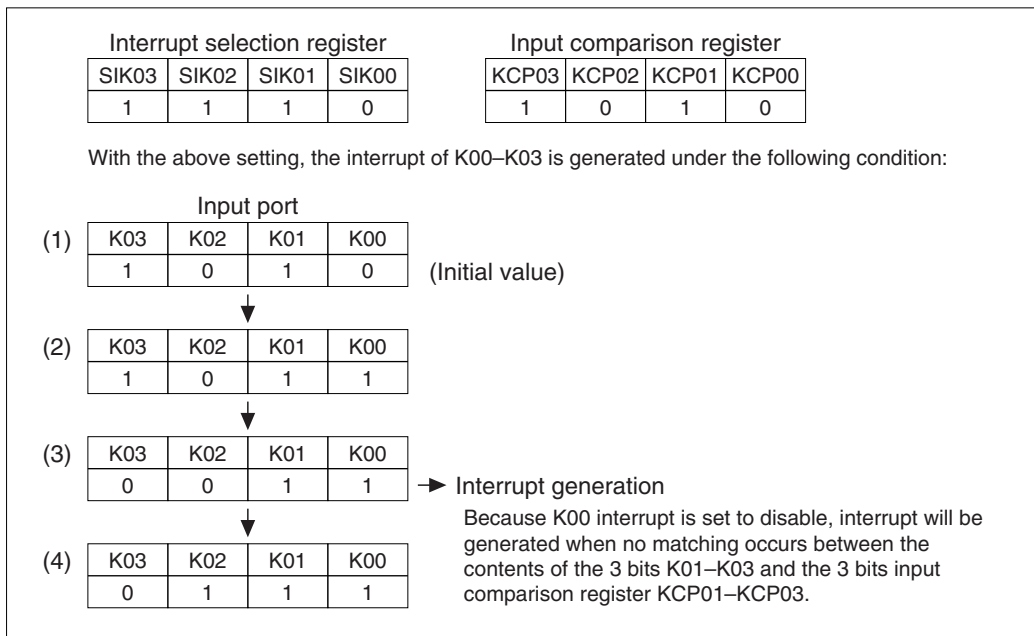 Interrupt selection register
SIK03 SIK02 SIK01 SIK00
1 1 1 0
Input comparison register
KCP03 KCP02 KCP01 KCP00
1 0 1 0
With the above setting, the interrupt of K00–K03 is generated under the following condition:
Input port
(1) K03 K02 K01 K00
1 0 1 0 (Initial value)
(2) K03 K02 K01 K00
1 0 1 1
(3) K03 K02 K01 K00
0 0 1 1 Interrupt generation
Because K00 interrupt is set to disable, interrupt will be
generated when no matching occurs between the
contents of the 3 bits K01–K03 and the 3 bits input
comparison register KCP01–KCP03.
(4) K03 K02 K01 K00
0 1 1 1